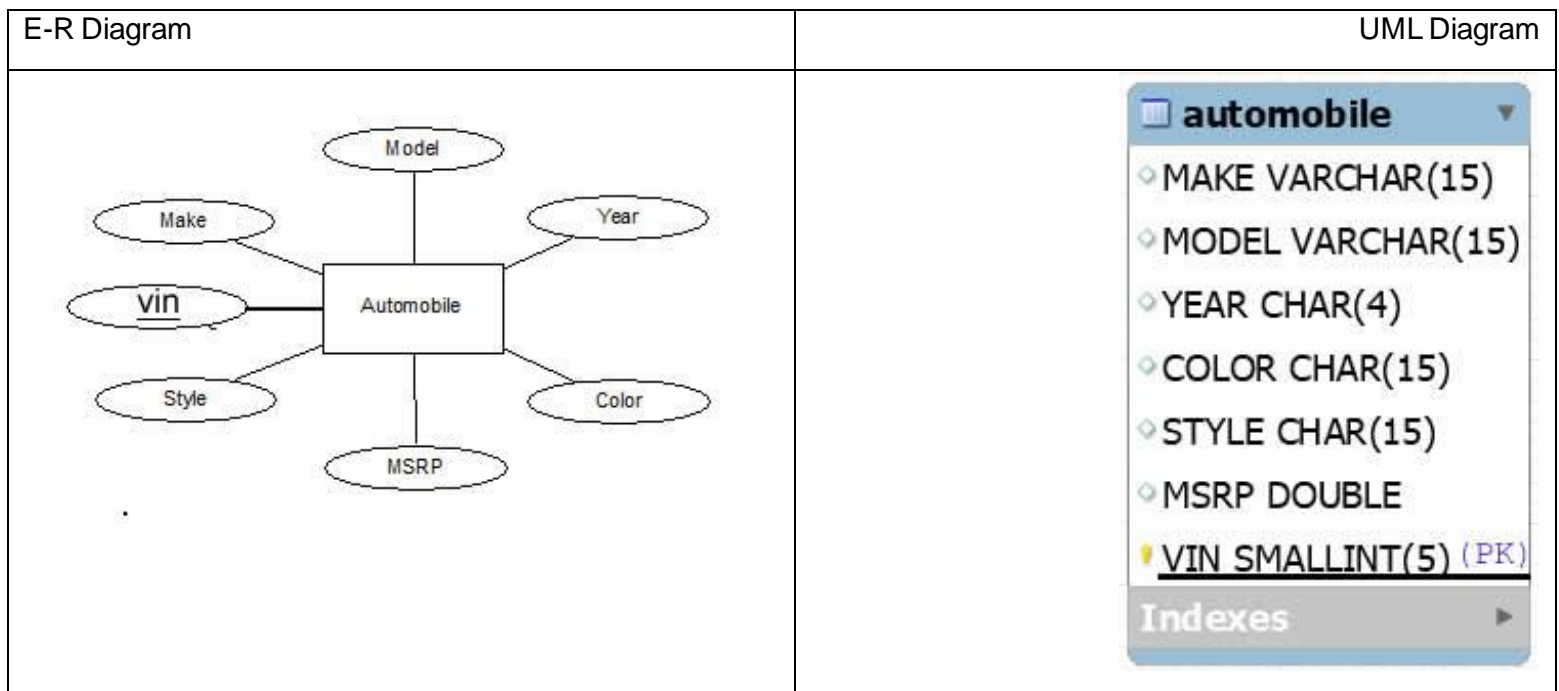 E-R Diagram
UML Diagram
Model
Make
Year
vin
Automobile
Style
Color
MSRP
automobile
MAKE VARCHAR(15)
MODEL VARCHAR(15)
YEAR CHAR(4)
COLOR CHAR(15)
STYLE CHAR(15)
MSRP DOUBLE
VIN SMALLINT(5) (PK)
Indexes